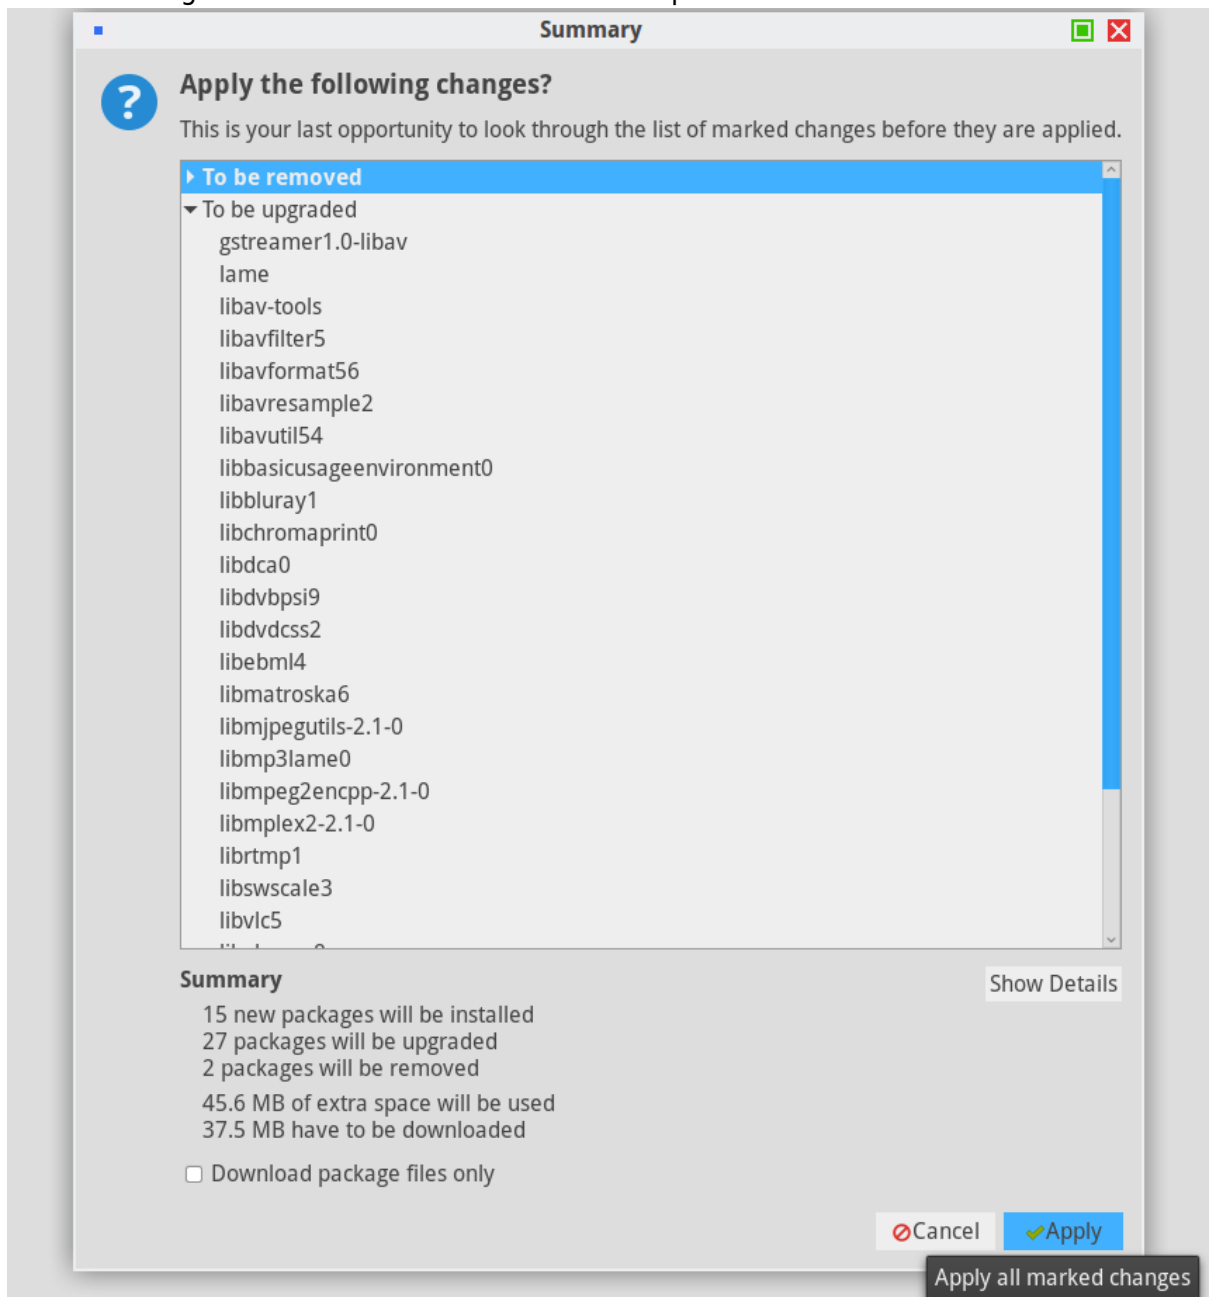 Summary
Apply the following changes?
This is your last opportunity to look through the list of marked changes before they are applied.
To be removed
To be upgraded
gstreamer1.0-libav
lame
libav-tools
libavfilter5
libavformat56
libavresample2
libavutil54
libbasicusageenvironment0
libbluray1
libchromaprint0
libdca0
libdvbpsi9
libdvdcss2
libebml4
libmatroska6
libmjpegutils-2.1-0
libmp3lame0
libmpeg2encpp-2.1-0
libmplex2-2.1-0
librtmp1
libswscale3
libvlc5
Summary
Show Details
15 new packages will be installed
27 packages will be upgraded
2 packages will be removed
45.6 MB of extra space will be used
37.5 MB have to be downloaded
Download package files only
Cancel
Apply
Apply all marked changes